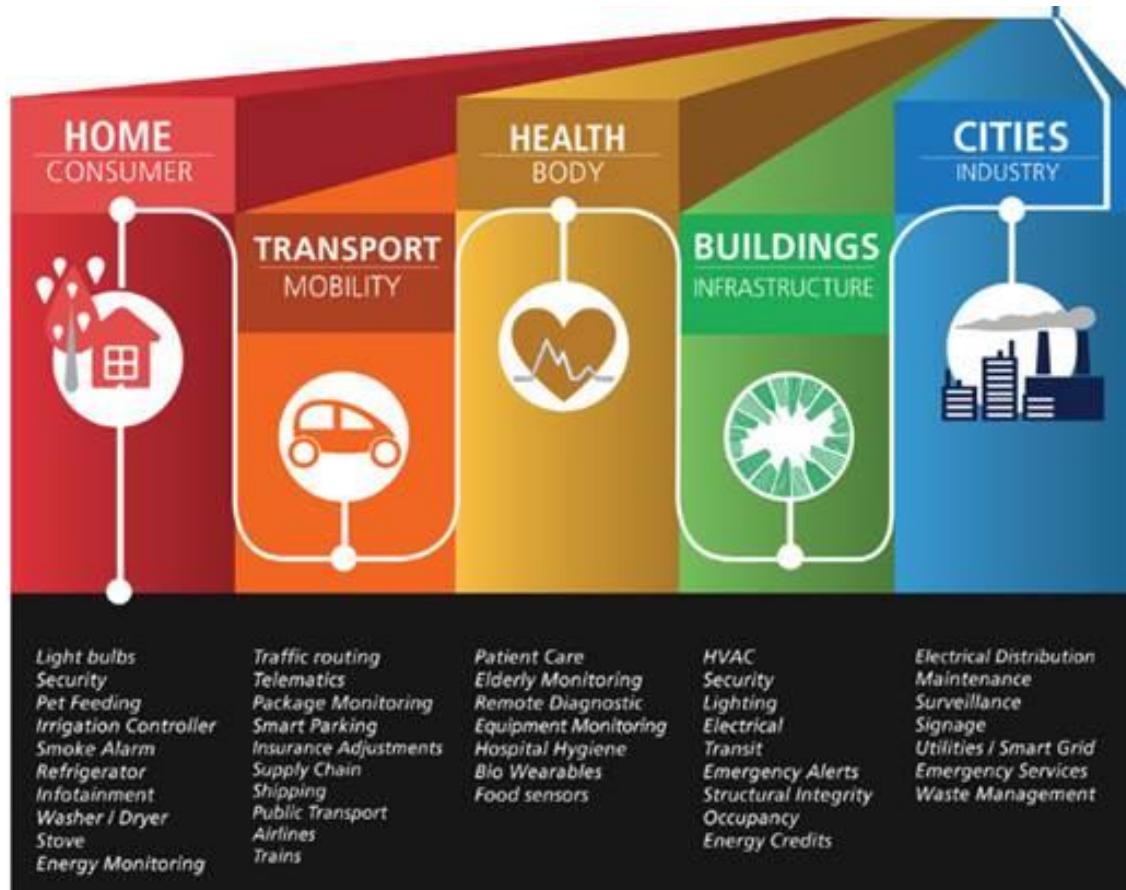 HOME
CONSUMER
TRANSPORT
MOBILITY
HEALTH
BODY
BUILDINGS
INFRASTRUCTURE
CITIES
INDUSTRY
Light bulbs
Security
Pet Feeding
Irrigation Controller
Smoke Alarm
Refrigerator
Infotainment
Washer / Dryer
Stove
Energy Monitoring
Traffic routing
Telematics
Package Monitoring
Smart Parking
Insurance Adjustments
Supply Chain
Shipping
Public Transport
Airlines
Trains
Patient Care
Elderly Monitoring
Remote Diagnostic
Equipment Monitoring
Hospital Hygiene
Bio Wearables
Food sensors
HVAC
Security
Lighting
Electrical
Transit
Emergency Alerts
Structural Integrity
Occupancy
Energy Credits
Electrical Distribution
Maintenance
Surveillance
Signage
Utilities / Smart Grid
Emergency Services
Waste Management